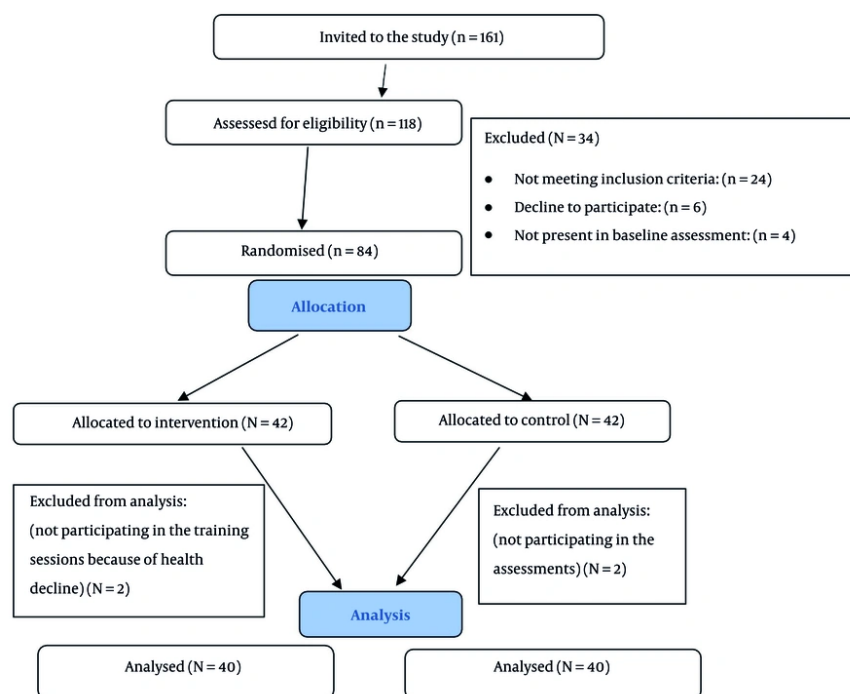 Invited to the study (n = 161)
Assessesd for eligibility (n = 118)
Excluded (N = 34)
● Not meeting inclusion criteria: (n = 24)
● Decline to participate: (n = 6)
● Not present in baseline assessment: (n = 4)
Randomised (n = 84)
Allocation
Allocated to intervention (N = 42)
Allocated to control (N = 42)
Excluded from analysis:
(not participating in the training
sessions because of health
decline) (N = 2)
Excluded from analysis:
(not participating in the
assessments) (N = 2)
Analysis
Analysed (N = 40)
Analysed (N = 40)